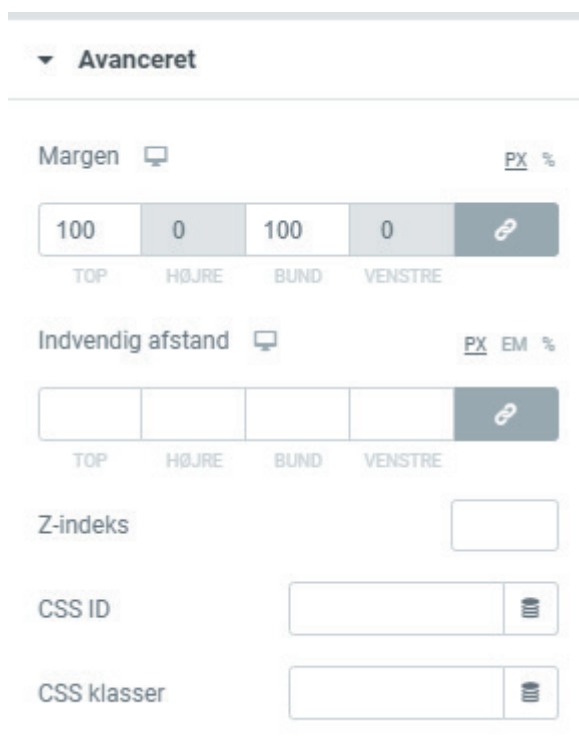 Avanceret
Margen PX %
100 0 100 0
TOP HØJRE BUND VENSTRE
Indvendig afstand PX EM %
TOP HØJRE BUND VENSTRE
Z-indeks
CSS ID
CSS klasser